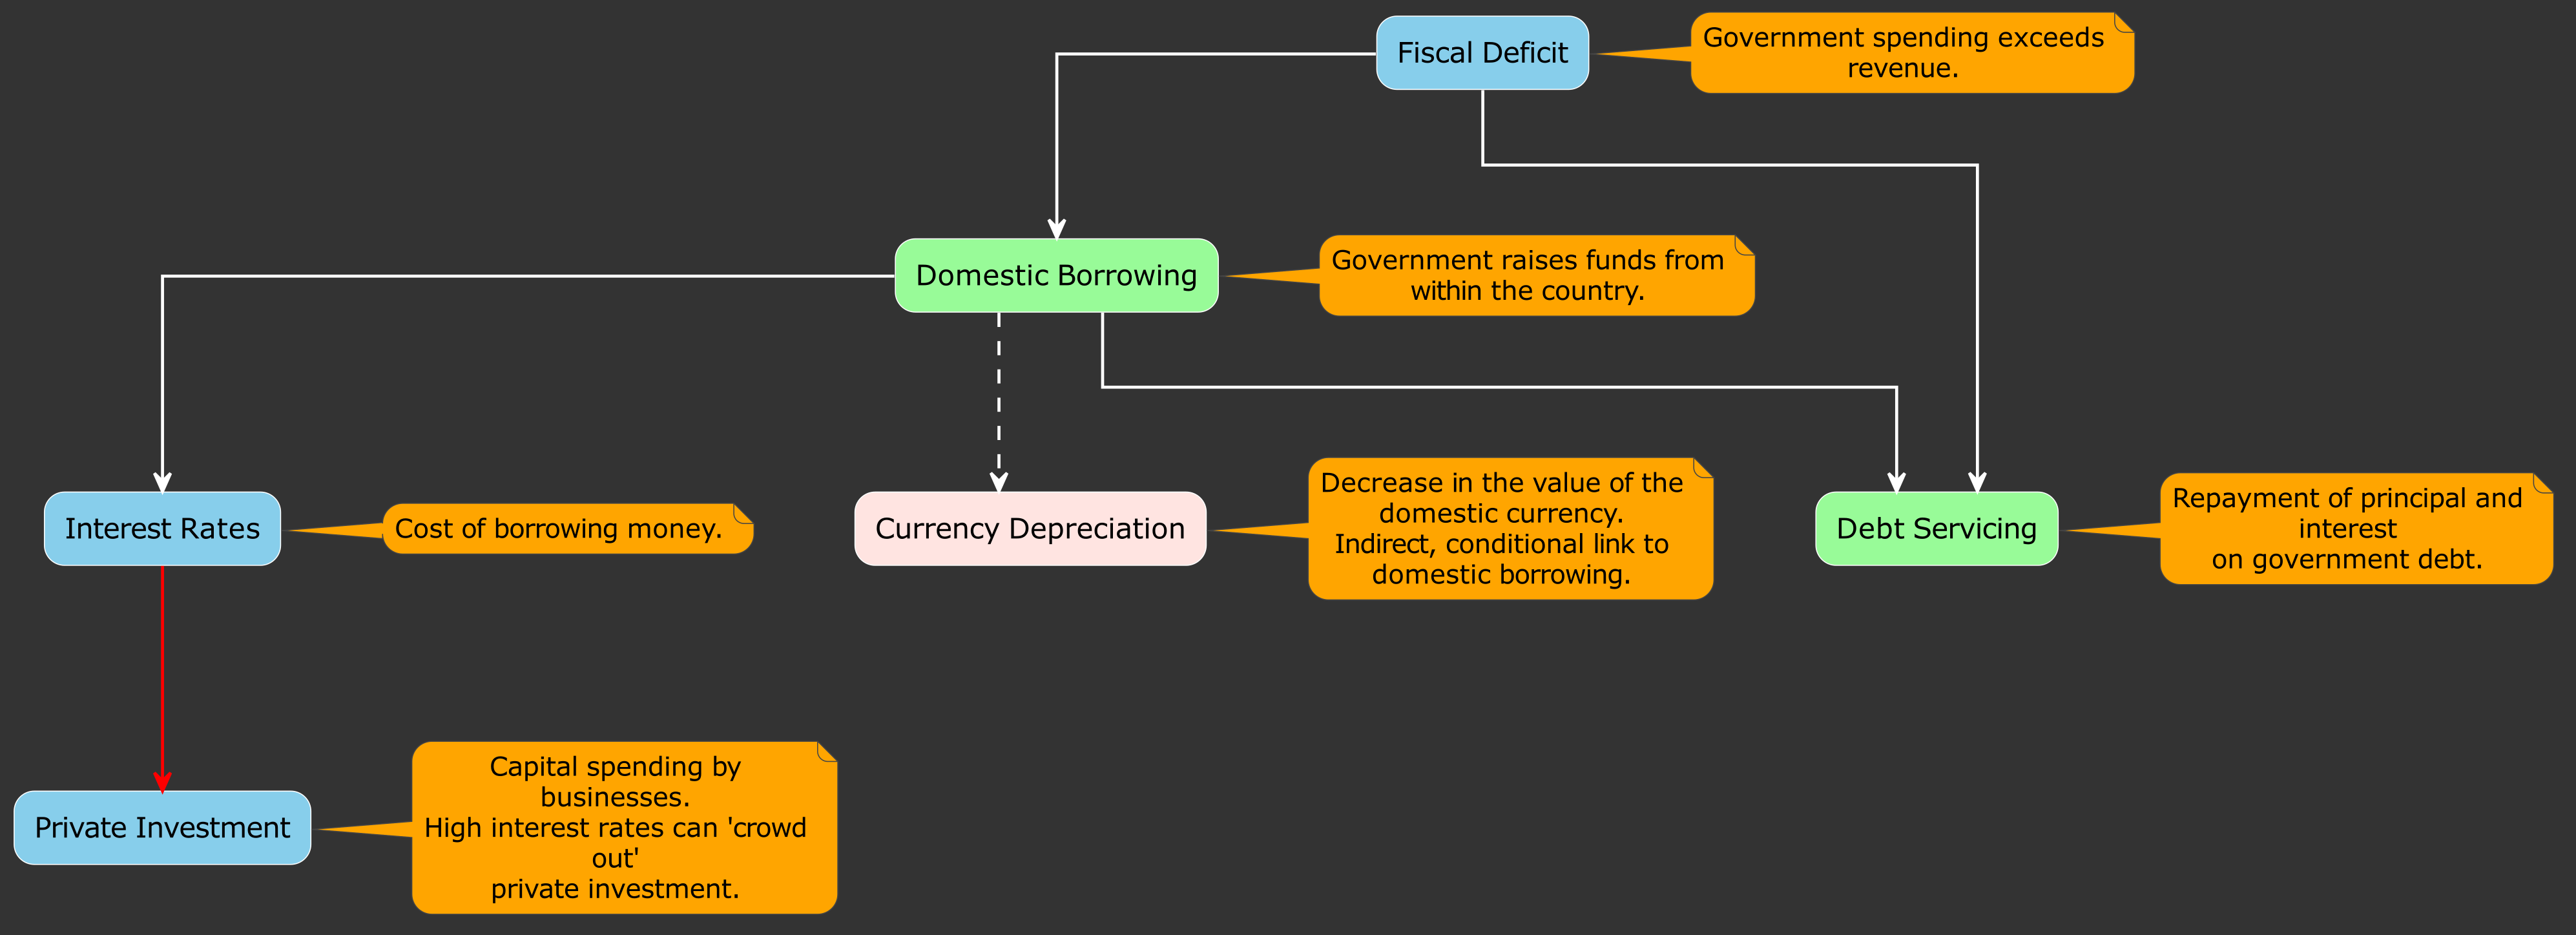 Fiscal Deficit
Government spending exceeds
revenue.
Domestic Borrowing
Government raises funds from
within the country.
Interest Rates
Cost of borrowing money.
Currency Depreciation
Decrease in the value of the
domestic currency.
Indirect, conditional link to
domestic borrowing.
Debt Servicing
Repayment of principal and
interest
on government debt.
Private Investment
Capital spending by
businesses.
High interest rates can 'crowd
out'
private investment.